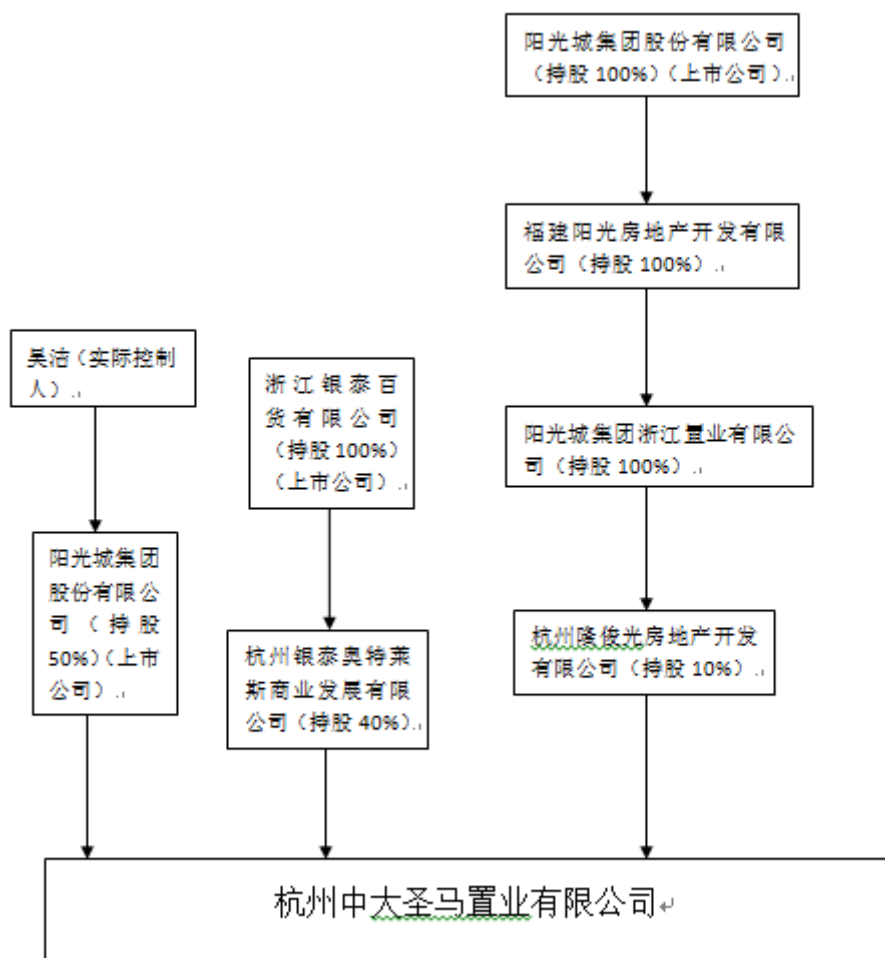 阳光城集团股份有限公司
（持股 100%）（上市公司）
福建阳光房地产开发有限
公司（持股 100%）
吴洁（实际控制
人）
浙江银泰百
货有限公司
（持股 100%）
（上市公司）
阳光城集团浙江置业有限公
司（持股 100%）
阳光城集团
股份有限公
司（持股
50%）（上市
公司）
杭州银泰奥特莱
斯商业发展有限
公司（持股 40%）
杭州隆俊光房地产开发
有限公司（持股 10%）
杭州中大圣马置业有限公司